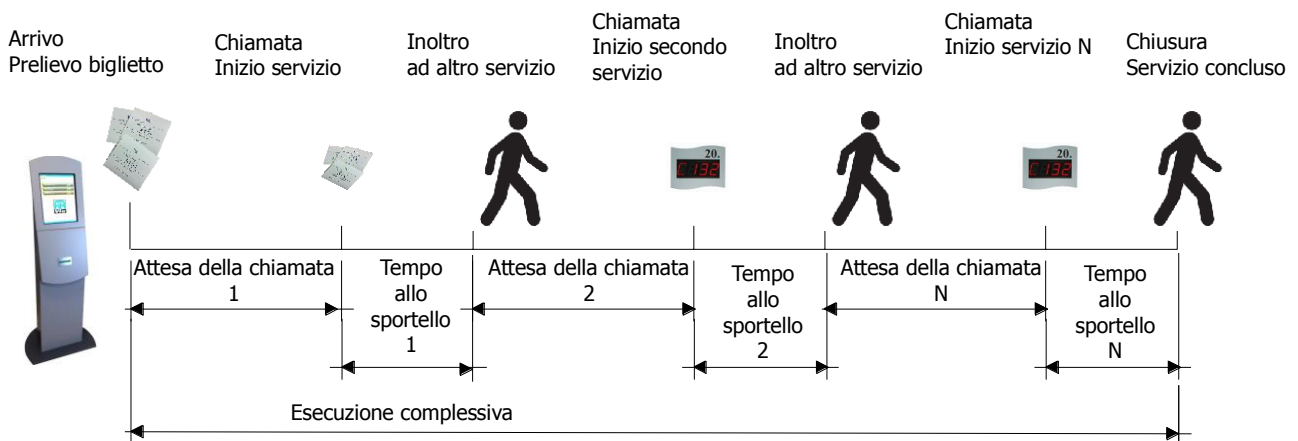 Arrivo
Prelievo biglietto
Chiamata
Inizio servizio
Inoltro
ad altro servizio
Chiamata
Inizio secondo
servizio
Inoltro
ad altro servizio
Chiamata
Inizio servizio N
Chiusura
Servizio concluso
20.
C132
20.
C132
Attesa della chiamata
1
Tempo
allo
sportello
1
Attesa della chiamata
2
Tempo
allo
sportello
2
Attesa della chiamata
N
Tempo
allo
sportello
N
Esecuzione complessiva